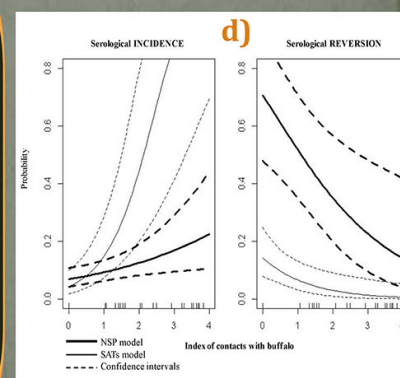 d)
Serological INCIDENCE
Serological REVERSION
Probability
0.8
0.6
0.4
0.2
0.0
0 1 2 3 4
0.8
0.6
0.4
0.2
0.0
0 1 2 3
Index of contacts with buffalo
NSP model
SATs model
Confidence intervals